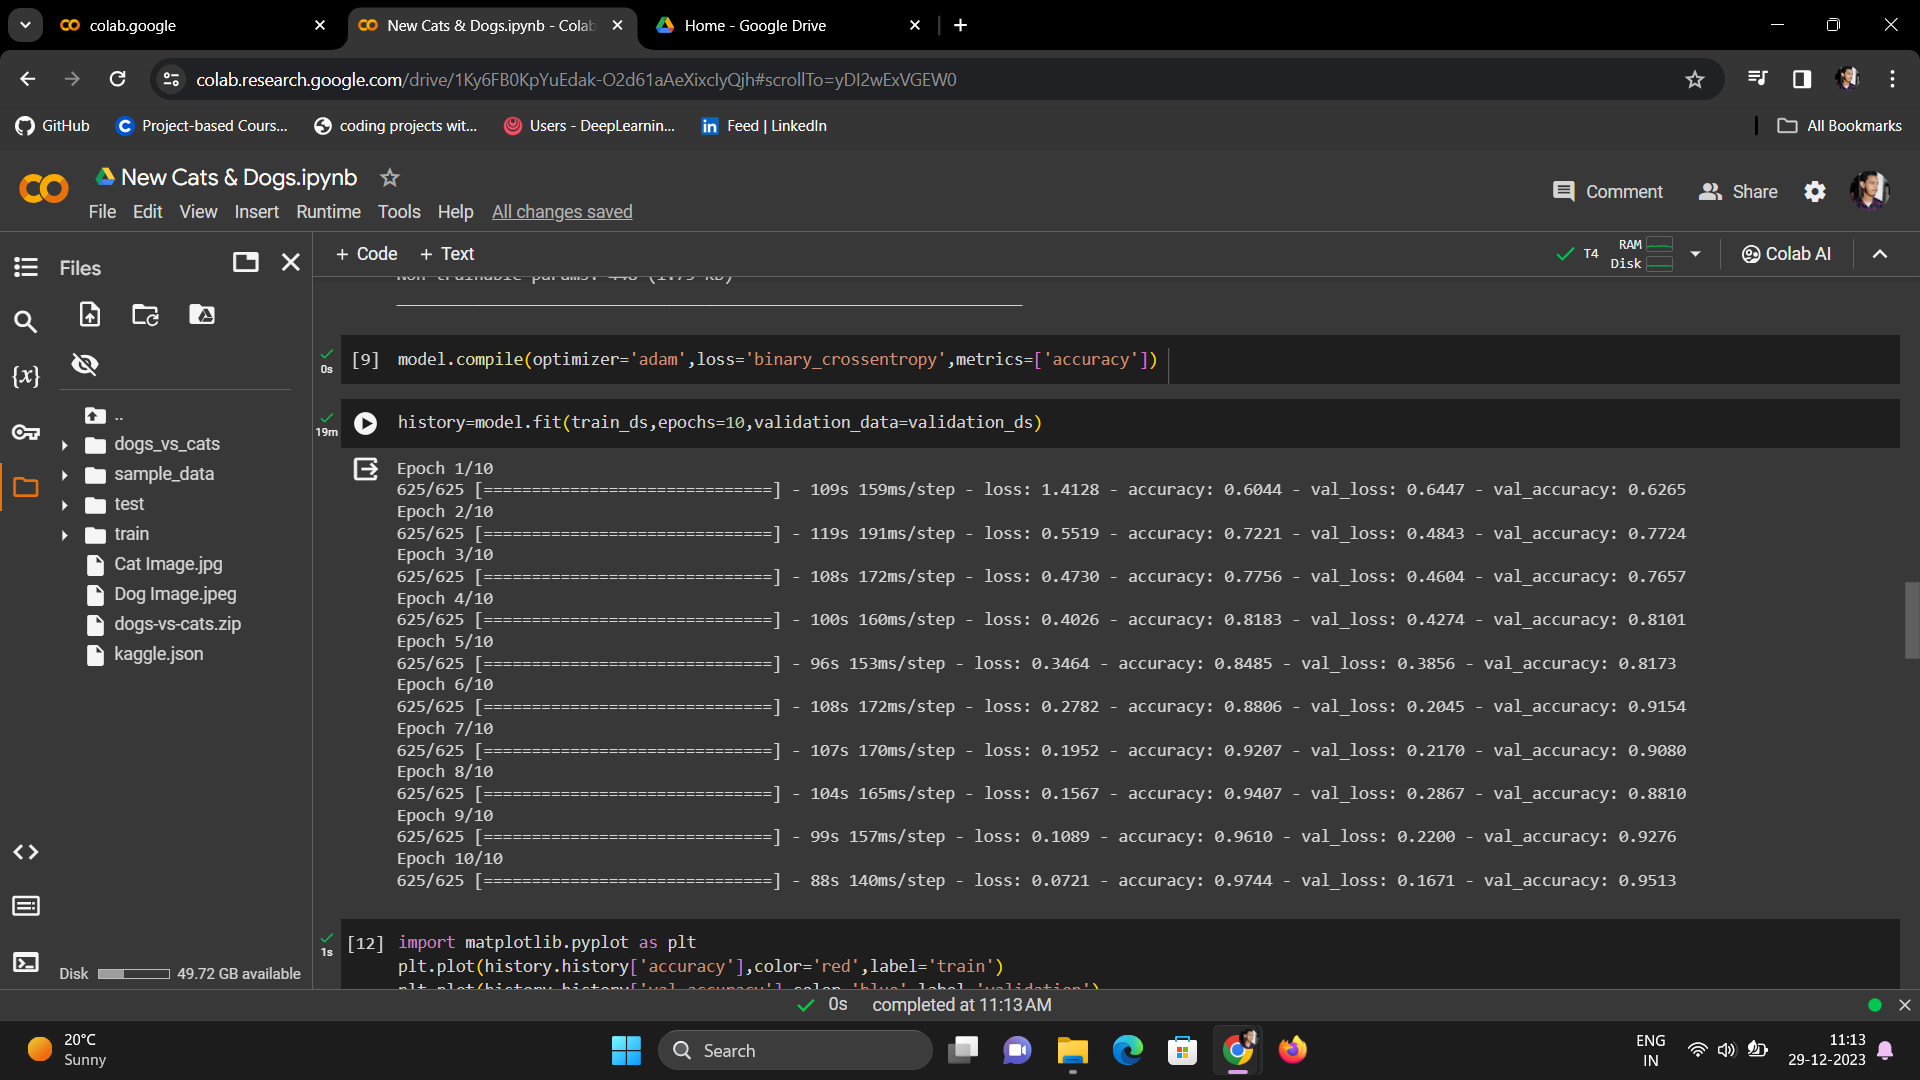 colab.google
New Cats & Dogs.ipynb - Colab
Home - Google Drive
colab.research.google.com/drive/1Ky6FB0KpYuEdak-O2d61aAeXixclyQjh#scrollTo=yDI2wExVGEW0
GitHub
Project-based Cours...
coding projects wit...
Users - DeepLearnin...
Feed | LinkedIn
All Bookmarks
New Cats & Dogs.ipynb
Comment
Share
File Edit View Insert Runtime Tools Help All changes saved
Files
+ Code + Text
T4
RAM
Disk
Colab AI
Non-trainable params: 448 (1.75 KB)
{x}
..
dogs_vs_cats
sample_data
test
train
Cat Image.jpg
Dog Image.jpeg
dogs-vs-cats.zip
kaggle.json
Disk 49.72 GB available
0s
[9] model.compile(optimizer='adam',loss='binary_crossentropy',metrics=['accuracy'])
19m
history=model.fit(train_ds,epochs=10,validation_data=validation_ds)
Epoch 1/10
625/625 [==============================] - 109s 159ms/step - loss: 1.4128 - accuracy: 0.6044 - val_loss: 0.6447 - val_accuracy: 0.6265
Epoch 2/10
625/625 [==============================] - 119s 191ms/step - loss: 0.5519 - accuracy: 0.7221 - val_loss: 0.4843 - val_accuracy: 0.7724
Epoch 3/10
625/625 [==============================] - 108s 172ms/step - loss: 0.4730 - accuracy: 0.7756 - val_loss: 0.4604 - val_accuracy: 0.7657
Epoch 4/10
625/625 [==============================] - 100s 160ms/step - loss: 0.4026 - accuracy: 0.8183 - val_loss: 0.4274 - val_accuracy: 0.8101
Epoch 5/10
625/625 [==============================] - 96s 153ms/step - loss: 0.3464 - accuracy: 0.8485 - val_loss: 0.3856 - val_accuracy: 0.8173
Epoch 6/10
625/625 [==============================] - 108s 172ms/step - loss: 0.2782 - accuracy: 0.8806 - val_loss: 0.2045 - val_accuracy: 0.9154
Epoch 7/10
625/625 [==============================] - 107s 170ms/step - loss: 0.1952 - accuracy: 0.9207 - val_loss: 0.2170 - val_accuracy: 0.9080
Epoch 8/10
625/625 [==============================] - 104s 165ms/step - loss: 0.1567 - accuracy: 0.9407 - val_loss: 0.2867 - val_accuracy: 0.8810
Epoch 9/10
625/625 [==============================] - 99s 157ms/step - loss: 0.1089 - accuracy: 0.9610 - val_loss: 0.2200 - val_accuracy: 0.9276
Epoch 10/10
625/625 [==============================] - 88s 140ms/step - loss: 0.0721 - accuracy: 0.9744 - val_loss: 0.1671 - val_accuracy: 0.9513
1s
[12] import matplotlib.pyplot as plt
plt.plot(history.history['accuracy'],color='red',label='train')
plt.plot(history.history['val_accuracy'],color='blue',label='validation')
0s completed at 11:13 AM
20°C
Sunny
Search
ENG
IN
11:13
29-12-2023